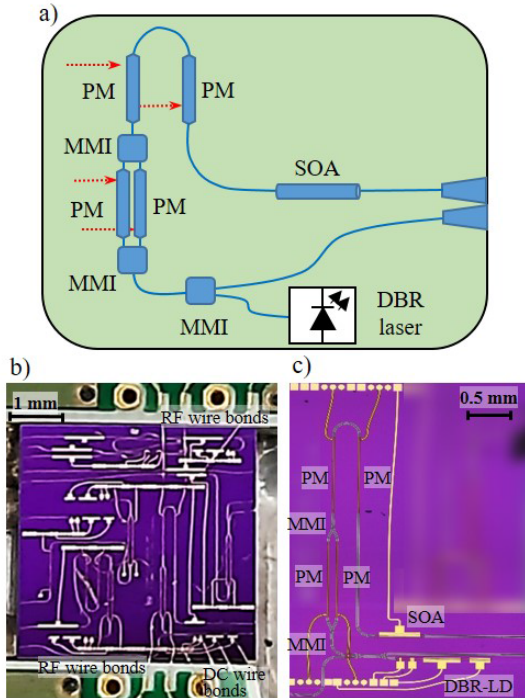 a)
PM
PM
MMI
SOA
PM
PM
MMI
MMI
DBR
laser
b)
1 mm
RF wire bonds
RF wire bonds
DC wire
bonds
c)
0.5 mm
PM
PM
MMI
PM
PM
SOA
MMI
DBR-LD